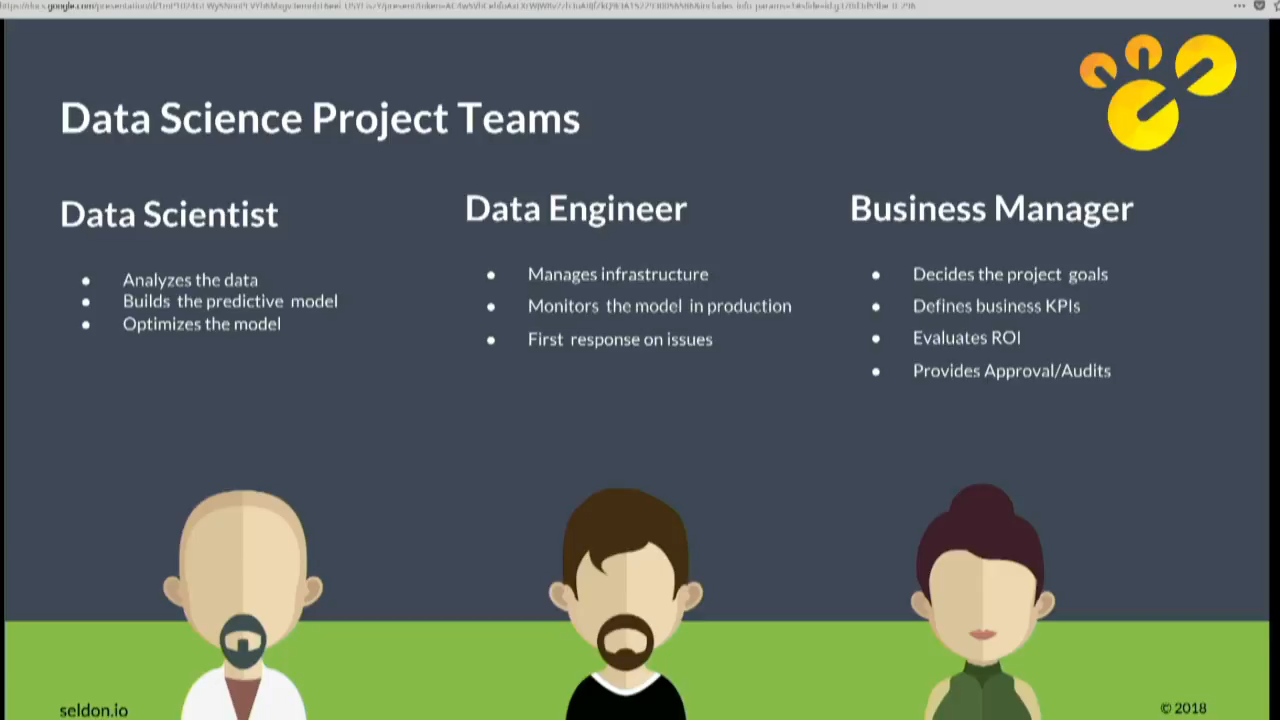 Data Science Project Teams
Data Scientist
Analyzes the data
Builds the predictive model
Optimizes the model
Data Engineer
Manages infrastructure
Monitors the model in production
First response on issues
Business Manager
Decides the project goals
Defines business KPIs
Evaluates ROI
Provides Approval/Audits
seldon.io
© 2018